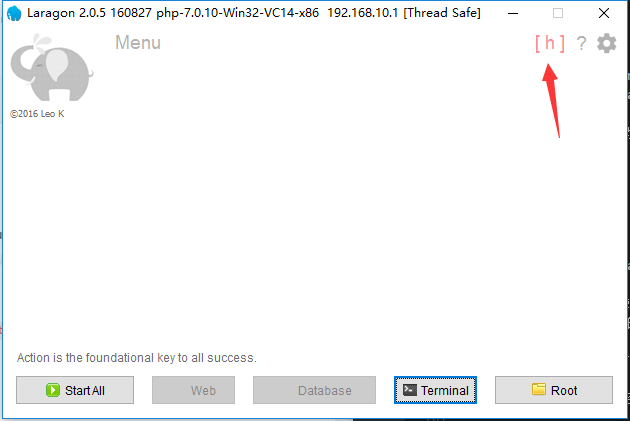 Laragon 2.0.5 160827 php-7.0.10-Win32-VC14-x86 192.168.10.1 [Thread Safe]
Menu
[ h ] ?
©2016 Leo K
Action is the foundational key to all success.
Start All Web Database Terminal Root